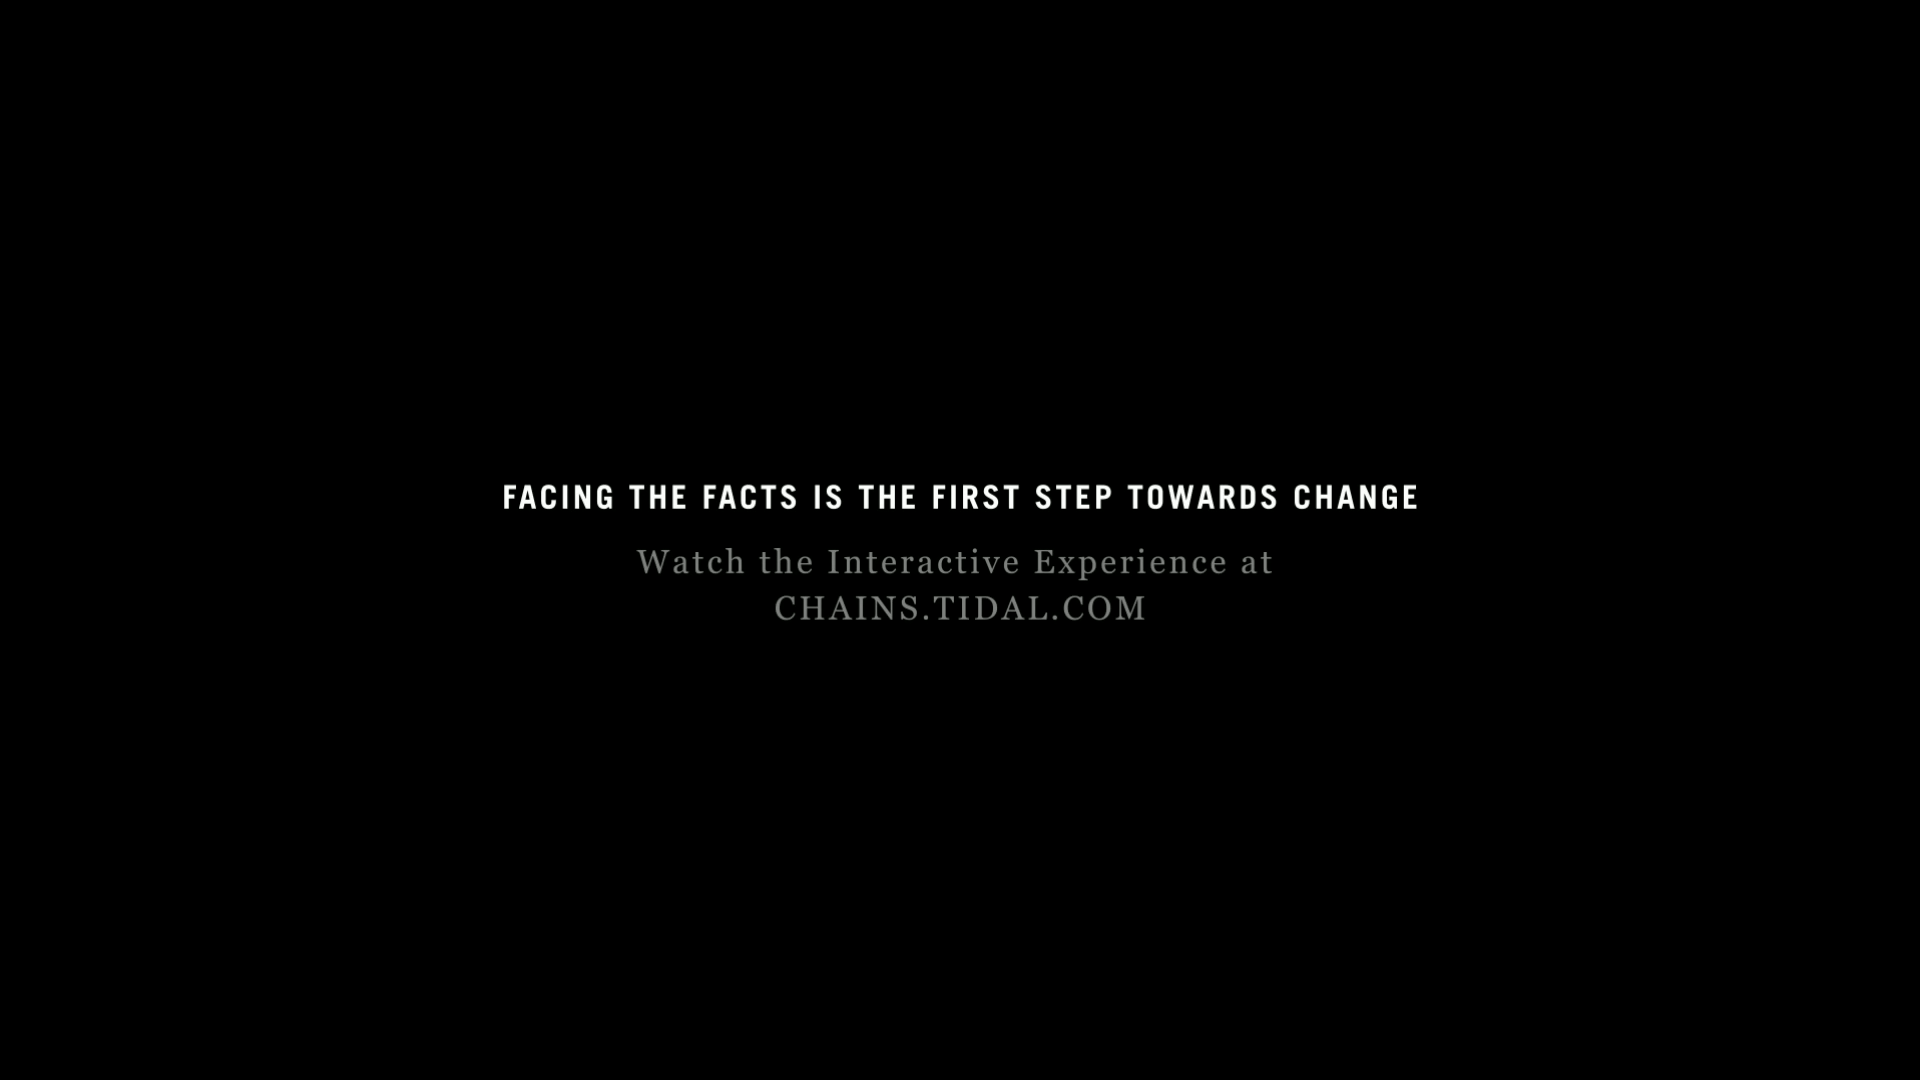 FACING THE FACTS IS THE FIRST STEP TOWARDS CHANGE
Watch the Interactive Experience at
CHAINS.TIDAL.COM